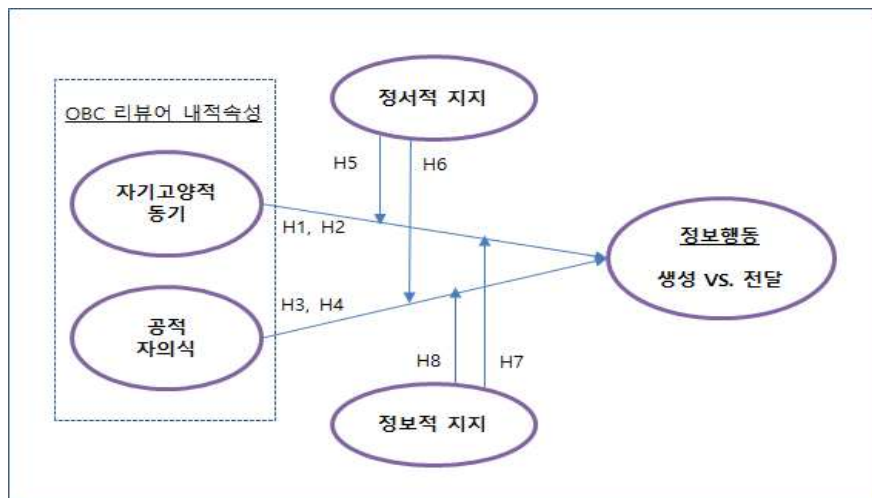 정서적 지지
OBC 리뷰어 내적속성
H5
H6
자기고양적
동기
H1, H2
정보행동
생성 VS. 전달
H3, H4
공적
자의식
H8
H7
정보적 지지